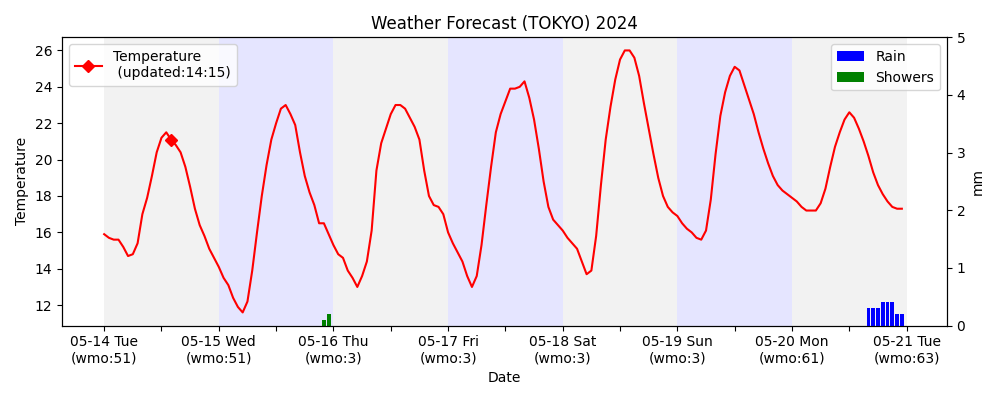 Weather Forecast (TOKYO) 2024
Temperature
(updated:14:15)
Rain
Showers
Temperature
26
24
22
20
18
16
14
12
5
4
3
2
1
0
mm
05-14 Tue
(wmo:51)
05-15 Wed
(wmo:51)
05-16 Thu
(wmo:3)
05-17 Fri
(wmo:3)
05-18 Sat
(wmo:3)
05-19 Sun
(wmo:3)
05-20 Mon
(wmo:61)
05-21 Tue
(wmo:63)
Date